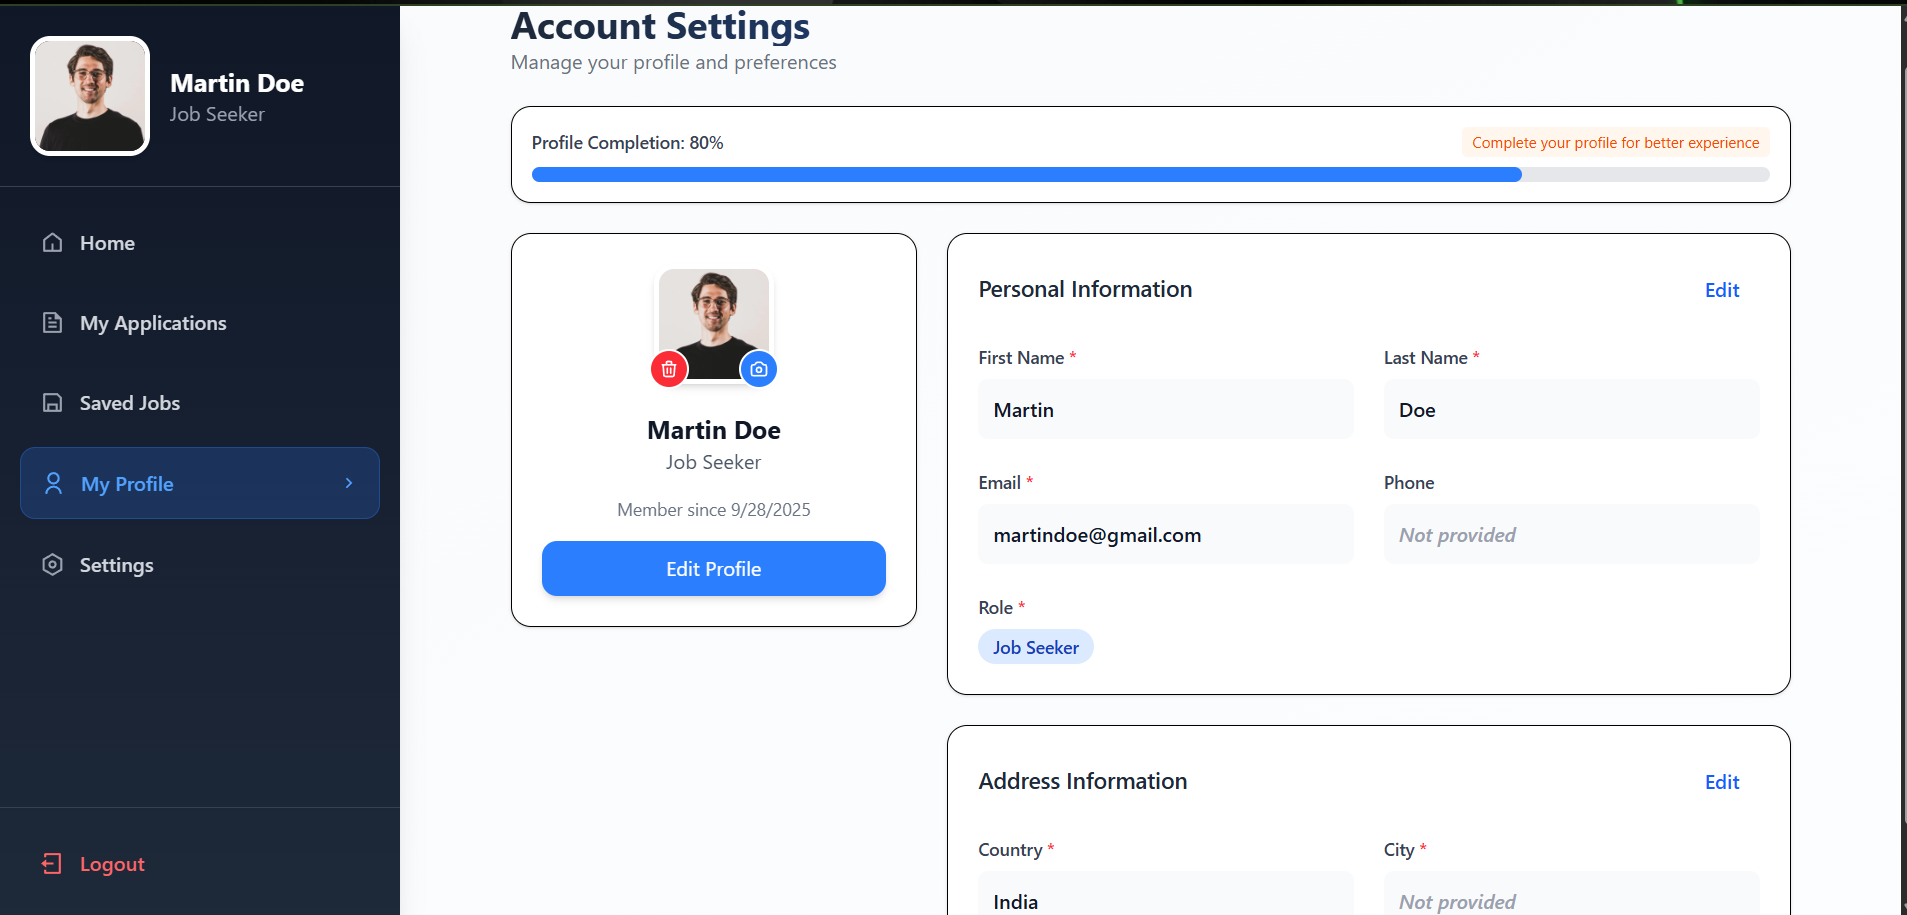 Martin Doe
Job Seeker
Home
My Applications
Saved Jobs
My Profile
Settings
Logout
Account Settings
Manage your profile and preferences
Profile Completion: 80%
Complete your profile for better experience
Martin Doe
Job Seeker
Member since 9/28/2025
Edit Profile
Personal Information
Edit
First Name *
Last Name *
Martin
Doe
Email *
Phone
martindoe@gmail.com
Not provided
Role *
Job Seeker
Address Information
Edit
Country *
City *
India
Not provided